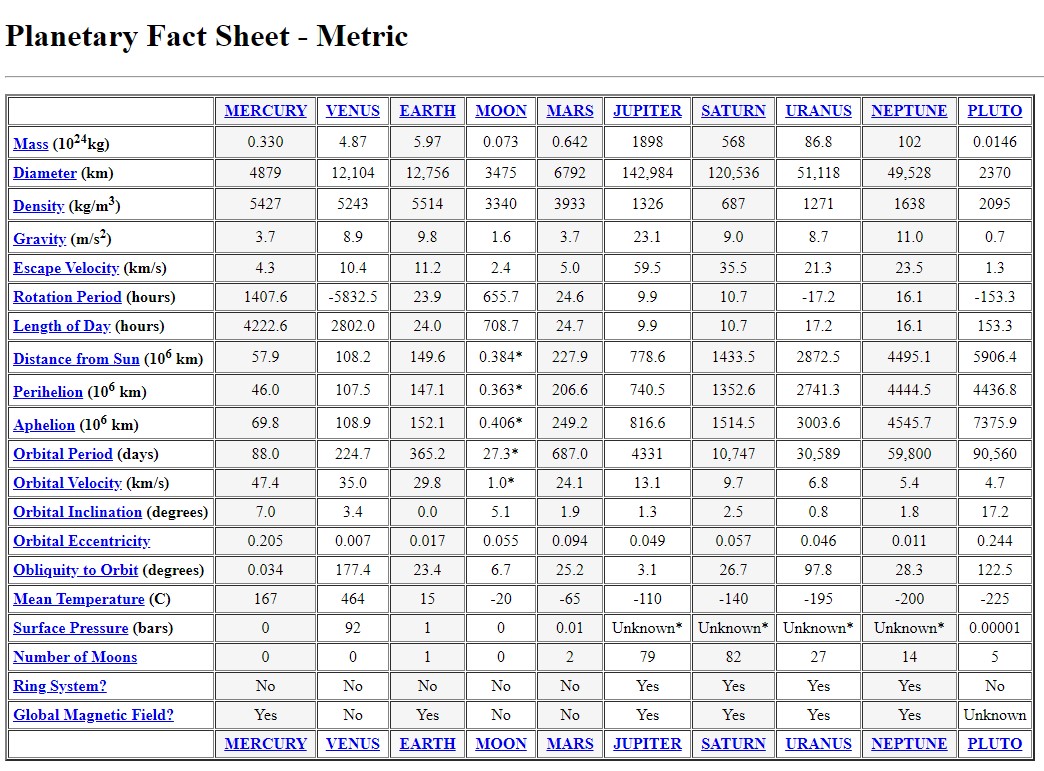 Planetary Fact Sheet - Metric
MERCURY VENUS EARTH MOON MARS JUPITER SATURN URANUS NEPTUNE PLUTO
Mass (10²⁴kg) 0.330 4.87 5.97 0.073 0.642 1898 568 86.8 102 0.0146
Diameter (km) 4879 12,104 12,756 3475 6792 142,984 120,536 51,118 49,528 2370
Density (kg/m³) 5427 5243 5514 3340 3933 1326 687 1271 1638 2095
Gravity (m/s²) 3.7 8.9 9.8 1.6 3.7 23.1 9.0 8.7 11.0 0.7
Escape Velocity (km/s) 4.3 10.4 11.2 2.4 5.0 59.5 35.5 21.3 23.5 1.3
Rotation Period (hours) 1407.6 -5832.5 23.9 655.7 24.6 9.9 10.7 -17.2 16.1 -153.3
Length of Day (hours) 4222.6 2802.0 24.0 708.7 24.7 9.9 10.7 17.2 16.1 153.3
Distance from Sun (10⁶ km) 57.9 108.2 149.6 0.384* 227.9 778.6 1433.5 2872.5 4495.1 5906.4
Perihelion (10⁶ km) 46.0 107.5 147.1 0.363* 206.6 740.5 1352.6 2741.3 4444.5 4436.8
Aphelion (10⁶ km) 69.8 108.9 152.1 0.406* 249.2 816.6 1514.5 3003.6 4545.7 7375.9
Orbital Period (days) 88.0 224.7 365.2 27.3* 687.0 4331 10,747 30,589 59,800 90,560
Orbital Velocity (km/s) 47.4 35.0 29.8 1.0* 24.1 13.1 9.7 6.8 5.4 4.7
Orbital Inclination (degrees) 7.0 3.4 0.0 5.1 1.9 1.3 2.5 0.8 1.8 17.2
Orbital Eccentricity 0.205 0.007 0.017 0.055 0.094 0.049 0.057 0.046 0.011 0.244
Obliquity to Orbit (degrees) 0.034 177.4 23.4 6.7 25.2 3.1 26.7 97.8 28.3 122.5
Mean Temperature (C) 167 464 15 -20 -65 -110 -140 -195 -200 -225
Surface Pressure (bars) 0 92 1 0 0.01 Unknown* Unknown* Unknown* Unknown* 0.00001
Number of Moons 0 0 1 0 2 79 82 27 14 5
Ring System? No No No No No Yes Yes Yes Yes No
Global Magnetic Field? Yes No Yes No No Yes Yes Yes Yes Unknown
MERCURY VENUS EARTH MOON MARS JUPITER SATURN URANUS NEPTUNE PLUTO